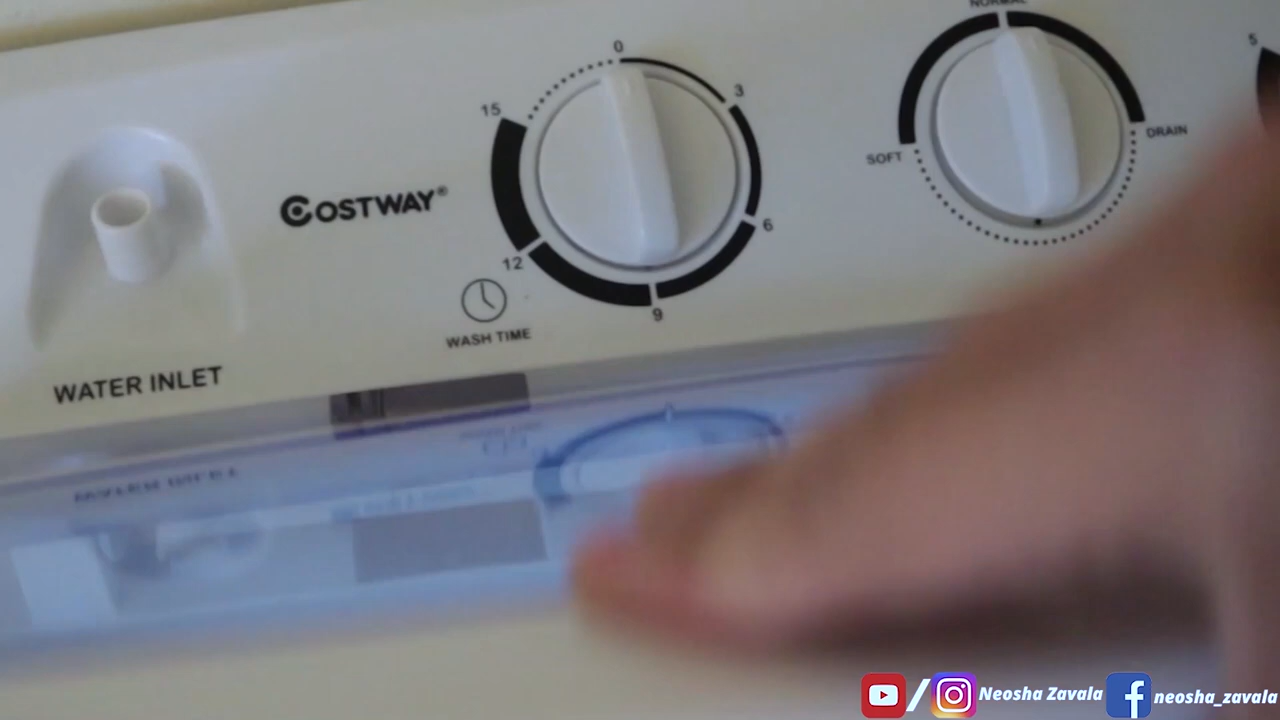 NORMAL
0
3
5
15
DRAIN
SOFT
COSTWAY®
6
12
9
WASH TIME
WATER INLET
Neosha Zavala
neosha_zavala